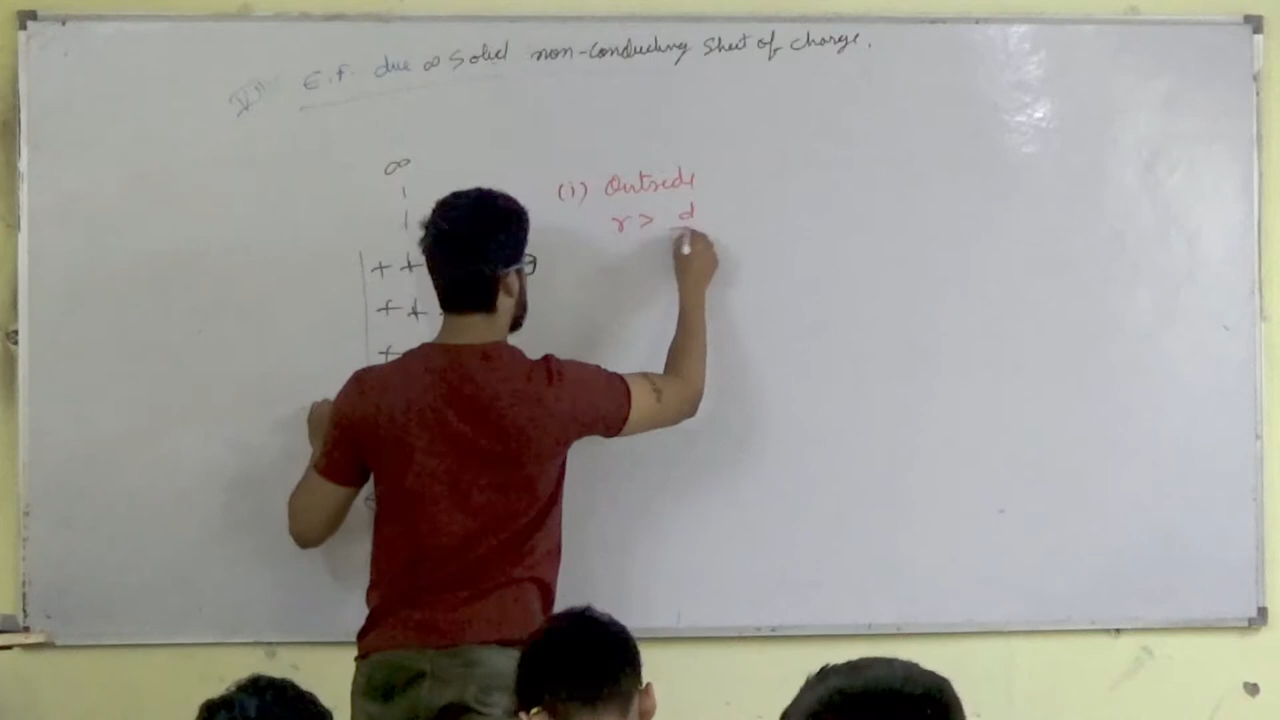 V) E.F. due ∞ Solid non-Conducting Sheet of charge.
∞
(i) Outside
r > d
+ +
+ +
+